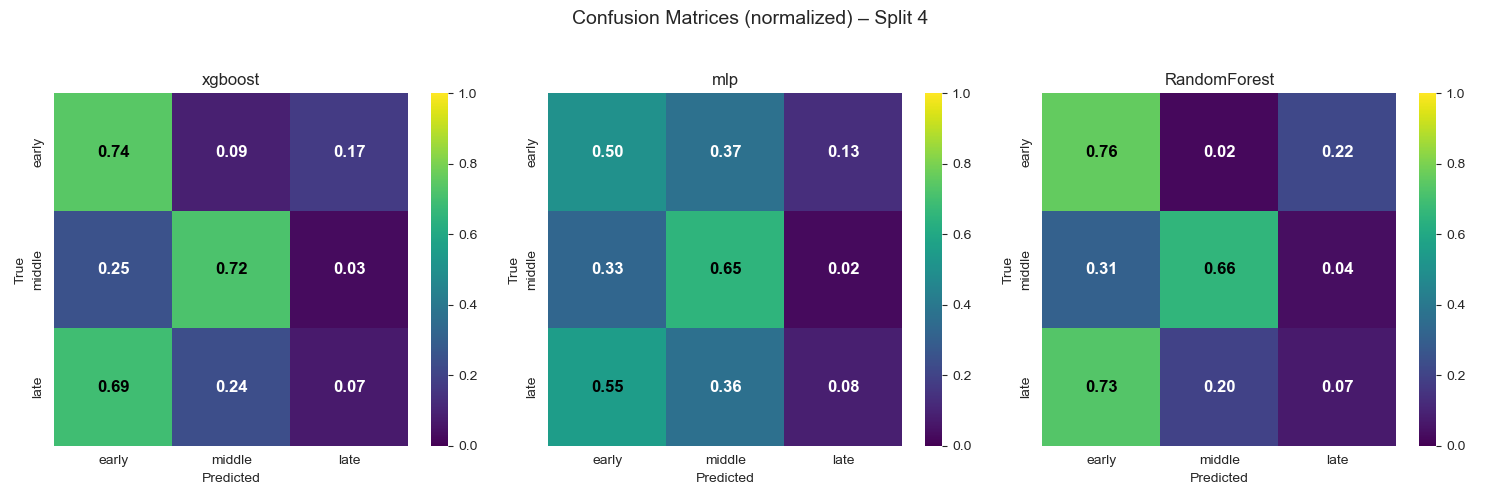 Confusion Matrices (normalized) – Split 4
xgboost
True
early
middle
late
0.74 0.09 0.17
0.25 0.72 0.03
0.69 0.24 0.07
early middle late
Predicted
1.0
0.8
0.6
0.4
0.2
0.0
mlp
True
early
middle
late
0.50 0.37 0.13
0.33 0.65 0.02
0.55 0.36 0.08
early middle late
Predicted
1.0
0.8
0.6
0.4
0.2
0.0
RandomForest
True
early
middle
late
0.76 0.02 0.22
0.31 0.66 0.04
0.73 0.20 0.07
early middle late
Predicted
1.0
0.8
0.6
0.4
0.2
0.0